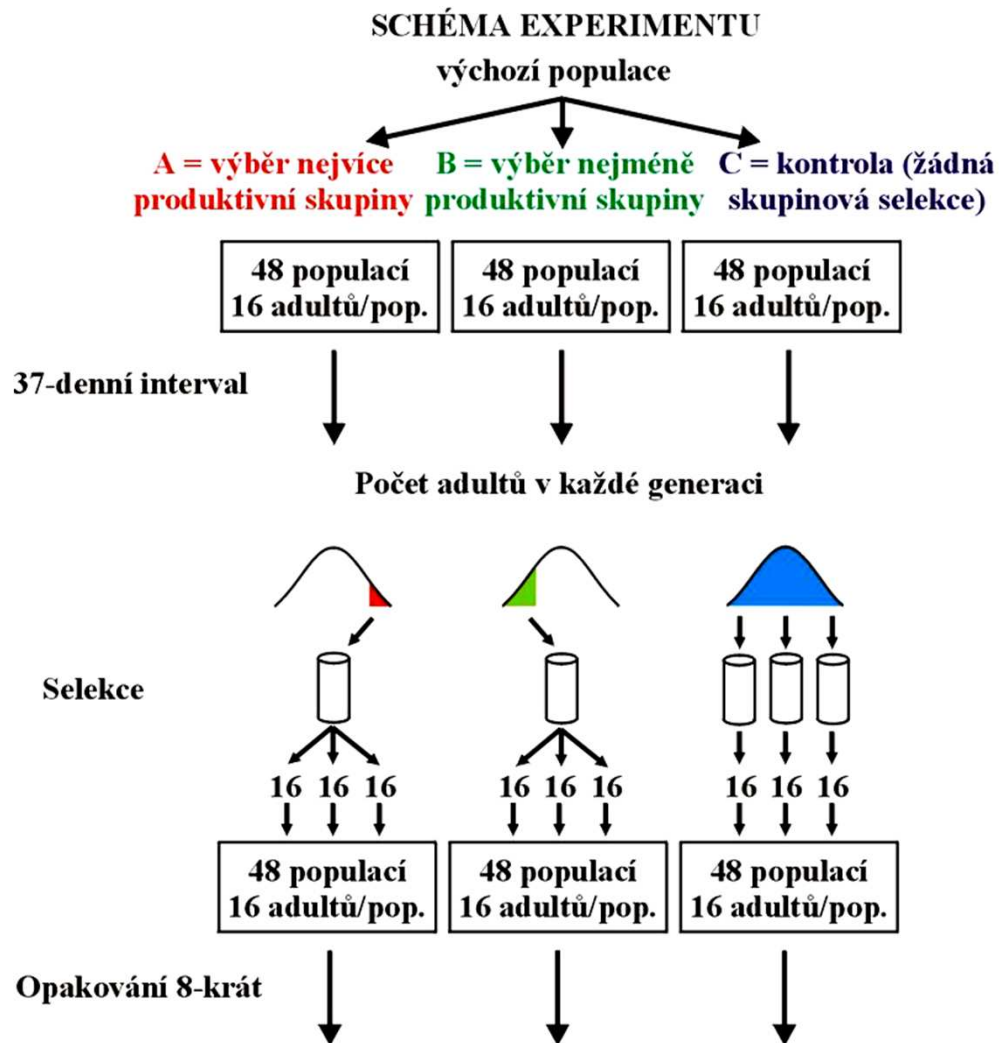 SCHÉMA EXPERIMENTU
výchozí populace
A = výběr nejvíce
produktivní skupiny
B = výběr nejméně
produktivní skupiny
C = kontrola (žádná
skupinová selekce)
48 populací
16 adultů/pop.
48 populací
16 adultů/pop.
48 populací
16 adultů/pop.
37-denní interval
Počet adultů v každé generaci
Selekce
16 16 16
16 16 16
16 16 16
48 populací
16 adultů/pop.
48 populací
16 adultů/pop.
48 populací
16 adultů/pop.
Opakování 8-krát